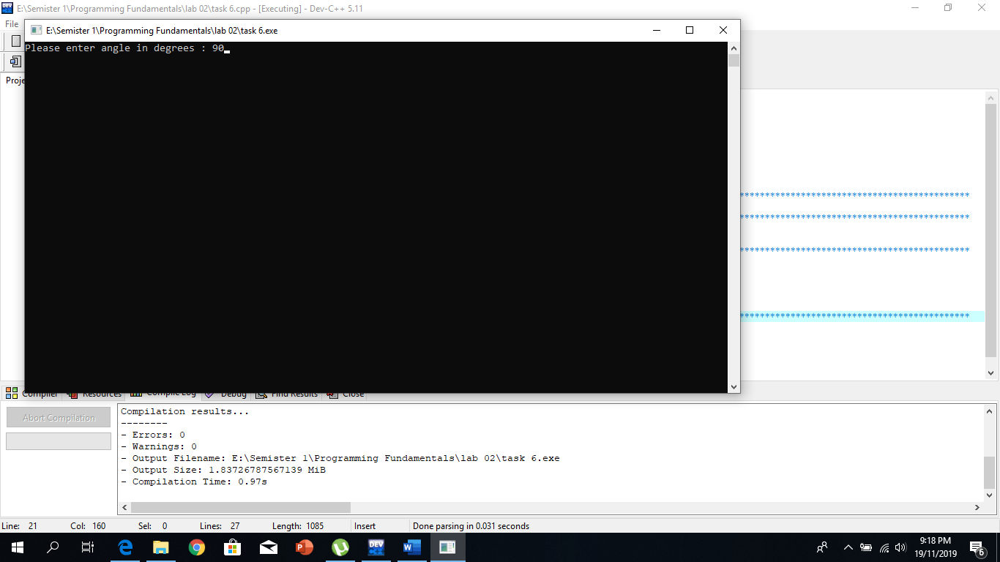 E:\Semister 1\Programming Fundamentals\lab 02\task 6.cpp - [Executing] - Dev-C++ 5.11
File
E:\Semister 1\Programming Fundamentals\lab 02\task 6.exe
Please enter angle in degrees : 90
Proje
*********************************************
*********************************************
*********************************************
*********************************************
Compiler Resources Compile Log Debug Find Results Close
Abort Compilation
Compilation results...
--------
- Errors: 0
- Warnings: 0
- Output Filename: E:\Semister 1\Programming Fundamentals\lab 02\task 6.exe
- Output Size: 1.83726787567139 MiB
- Compilation Time: 0.97s
Line: 21 Col: 160 Sel: 0 Lines: 27 Length: 1085 Insert Done parsing in 0.031 seconds
DEV
9:18 PM
19/11/2019
6